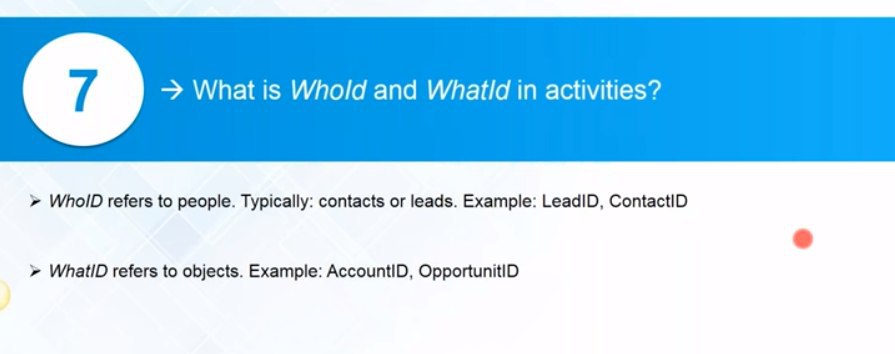 7
→ What is WhoId and WhatId in activities?
➤ WhoID refers to people. Typically: contacts or leads. Example: LeadID, ContactID
➤ WhatID refers to objects. Example: AccountID, OpportunitID